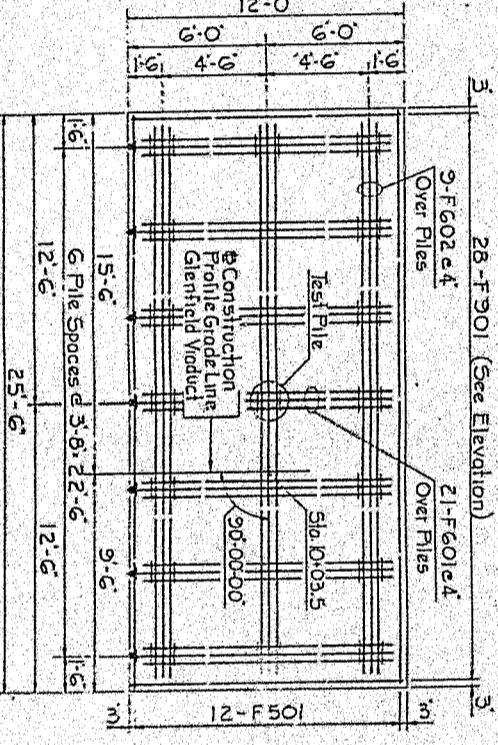 12'-0
6'-0"
6'-0"
1'-6"
4'-6"
4'-6"
1'-6"
3"
28-F901 (See Elevation)
3"
9-F602 @ 4"
Over Piles
21-F601 @ 4"
Over Piles
Test Pile
Construction
Profile Grade Line
Glenfield Viaduct
Sta. 10+03.5
90°-00'-00"
12-F501
3"
3"
15'-6"
9'-6"
1'-6"
6 Pile Spaces @ 3'-8= 22'-6"
1'-6"
12'-6"
12'-6"
25'-6"